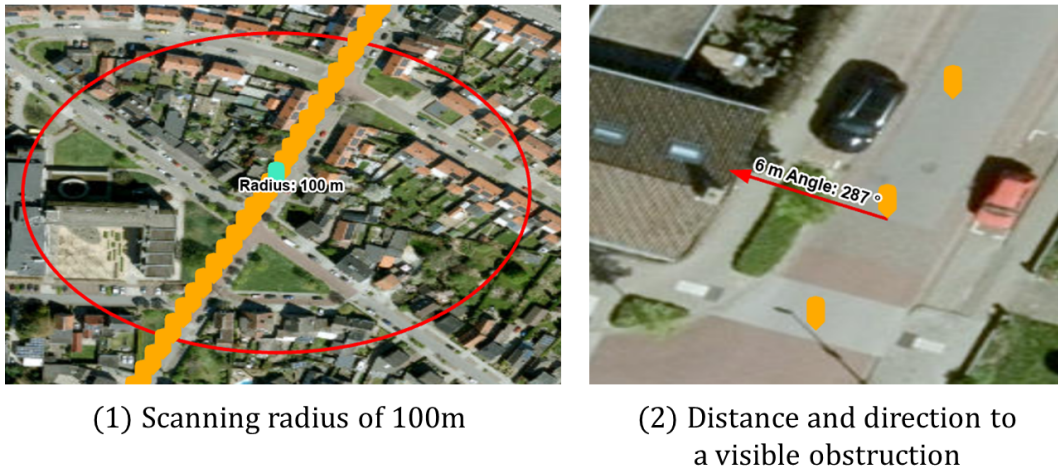 Radius: 100 m
6 m Angle: 287 °
(1) Scanning radius of 100m
(2) Distance and direction to
a visible obstruction